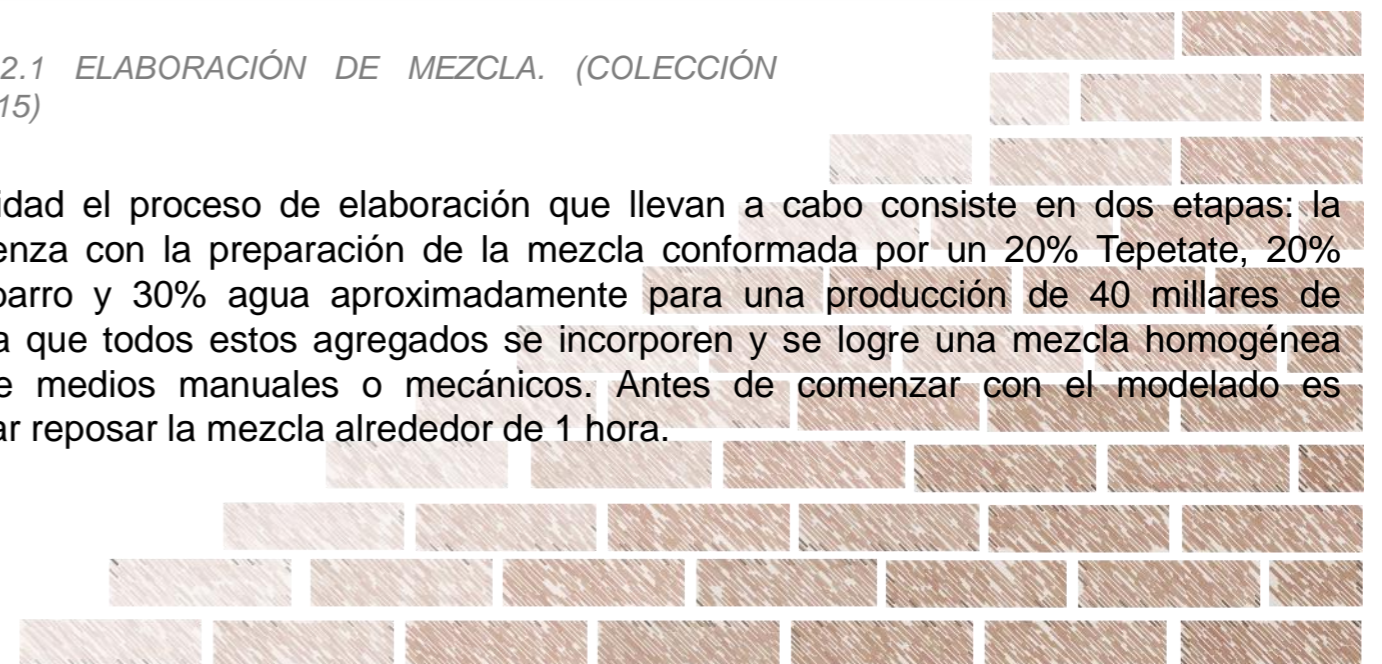 2.1 ELABORACIÓN DE MEZCLA. (COLECCIÓN
15)
idad el proceso de elaboración que llevan a cabo consiste en dos etapas: la
enza con la preparación de la mezcla conformada por un 20% Tepetate, 20%
barro y 30% agua aproximadamente para una producción de 40 millares de
a que todos estos agregados se incorporen y se logre una mezcla homogénea
e medios manuales o mecánicos. Antes de comenzar con el modelado es
ar reposar la mezcla alrededor de 1 hora.